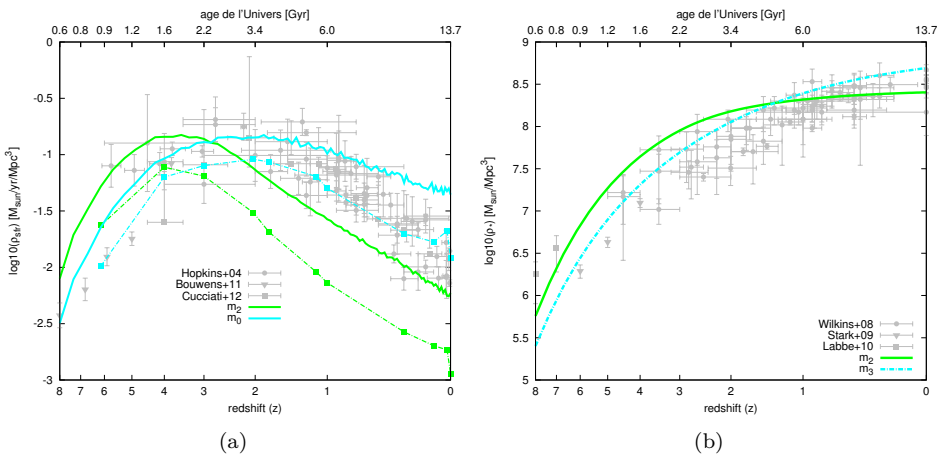 age de l'Univers [Gyr]
0.6 0.8 0.9 1.2 1.6 2.2 3.4 6.0 13.7
0
-0.5
-1
-1.5
-2
-2.5
-3
log10(ρsfr) [Msun/yr/Mpc³]
Hopkins+04
Bouwens+11
Cucciati+12
m₂
m₀
8 7 6 5 4 3 2 1 0
redshift (z)
(a)
age de l'Univers [Gyr]
0.6 0.8 0.9 1.2 1.6 2.2 3.4 6.0 13.7
9
8.5
8
7.5
7
6.5
6
5.5
5
log10(ρ*) [Msun/Mpc³]
Wilkins+08
Stark+09
Labbe+10
m₂
m₃
8 7 6 5 4 3 2 1 0
redshift (z)
(b)